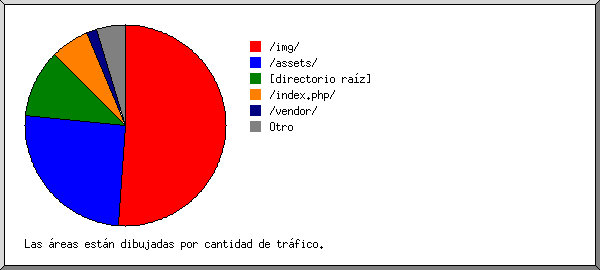 /img/
/assets/
[directorio raíz]
/index.php/
/vendor/
Otro
Las áreas están dibujadas por cantidad de tráfico.